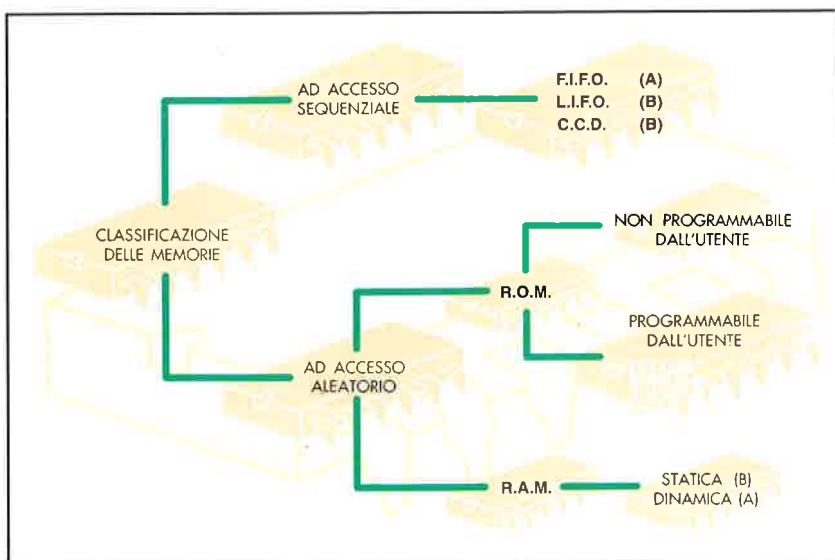 AD ACCESSO
SEQUENZIALE
F.I.F.O. (A)
L.I.F.O. (B)
C.C.D. (B)
CLASSIFICAZIONE
DELLE MEMORIE
NON PROGRAMMABILE
DALL'UTENTE
R.O.M.
PROGRAMMABILE
DALL'UTENTE
AD ACCESSO
ALEATORIO
R.A.M.
STATICA (B)
DINAMICA (A)